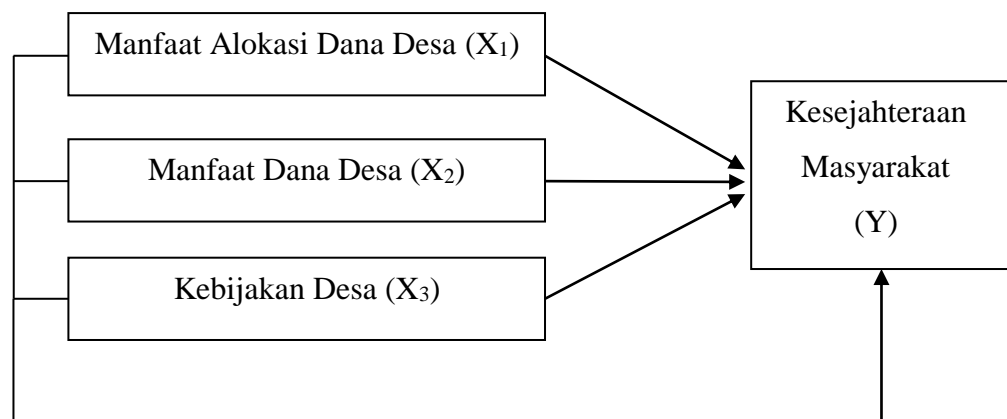 Manfaat Alokasi Dana Desa (X₁)
Manfaat Dana Desa (X₂)
Kebijakan Desa (X₃)
Kesejahteraan
Masyarakat
(Y)